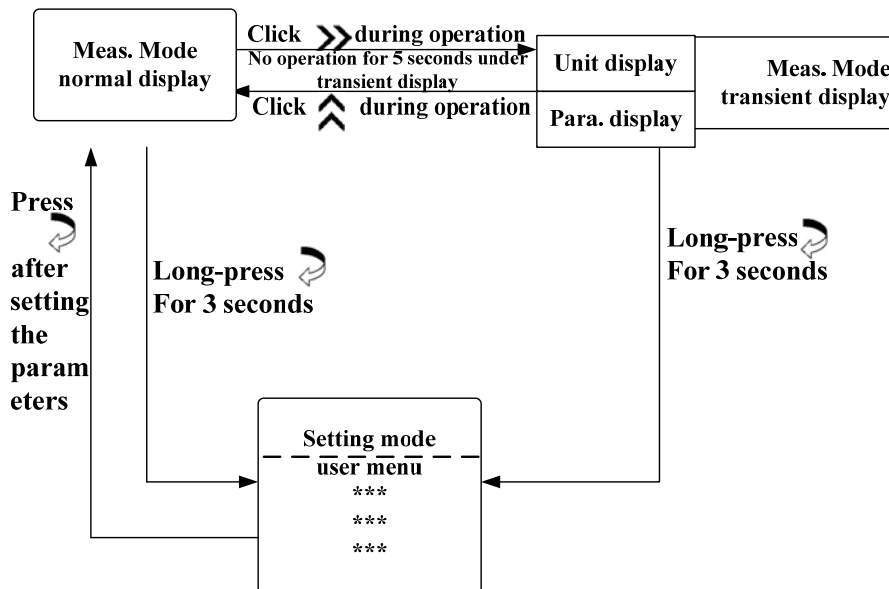 Meas. Mode
normal display
Click during operation
No operation for 5 seconds under
transient display
Click during operation
Unit display
Para. display
Meas. Mode
transient display
Press
after
setting
the
param
eters
Long-press
For 3 seconds
Long-press
For 3 seconds
Setting mode
user menu
***
***
***